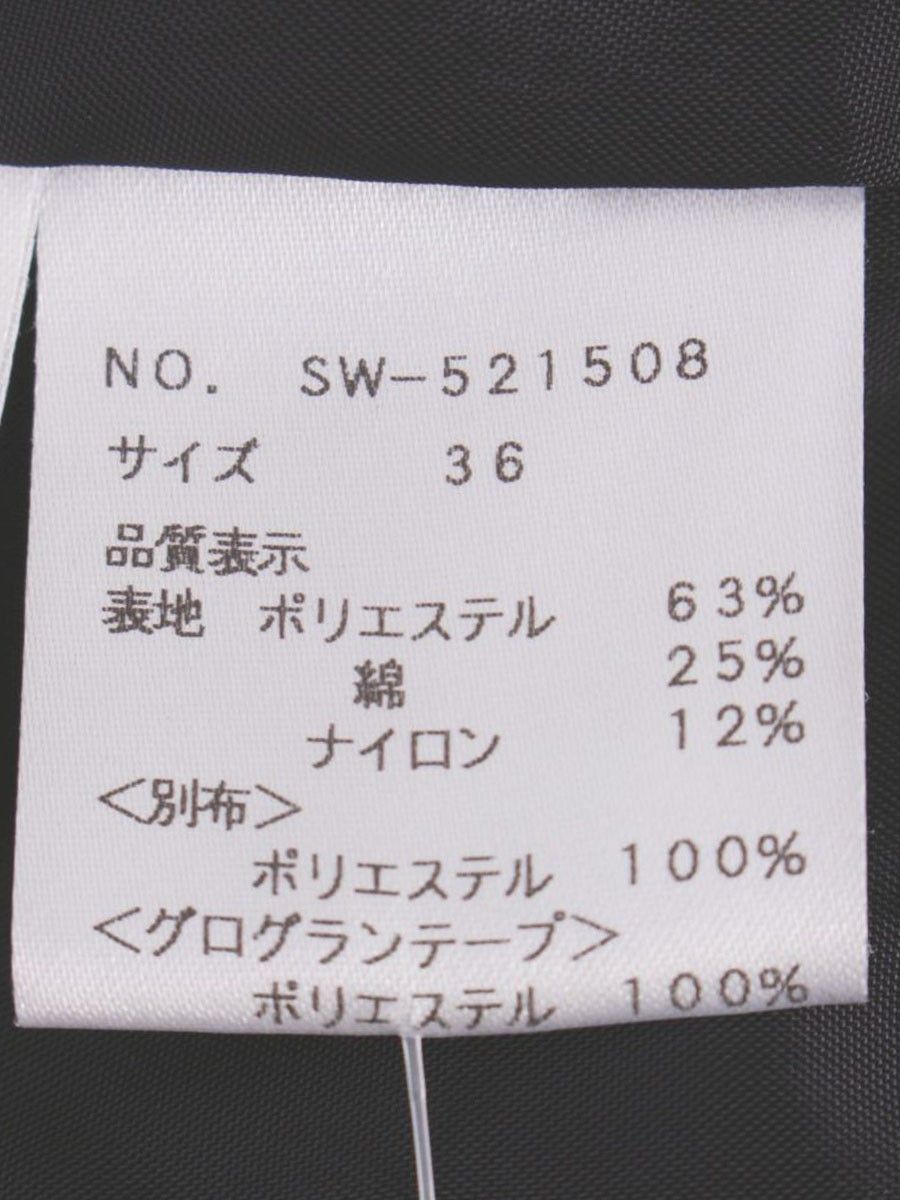 NO. SW-521508
サイズ 36
品質表示
表地 ポリエステル 63%
綿 25%
ナイロン 12%
<別布>
ポリエステル 100%
<グログランテープ>
ポリエステル 100%